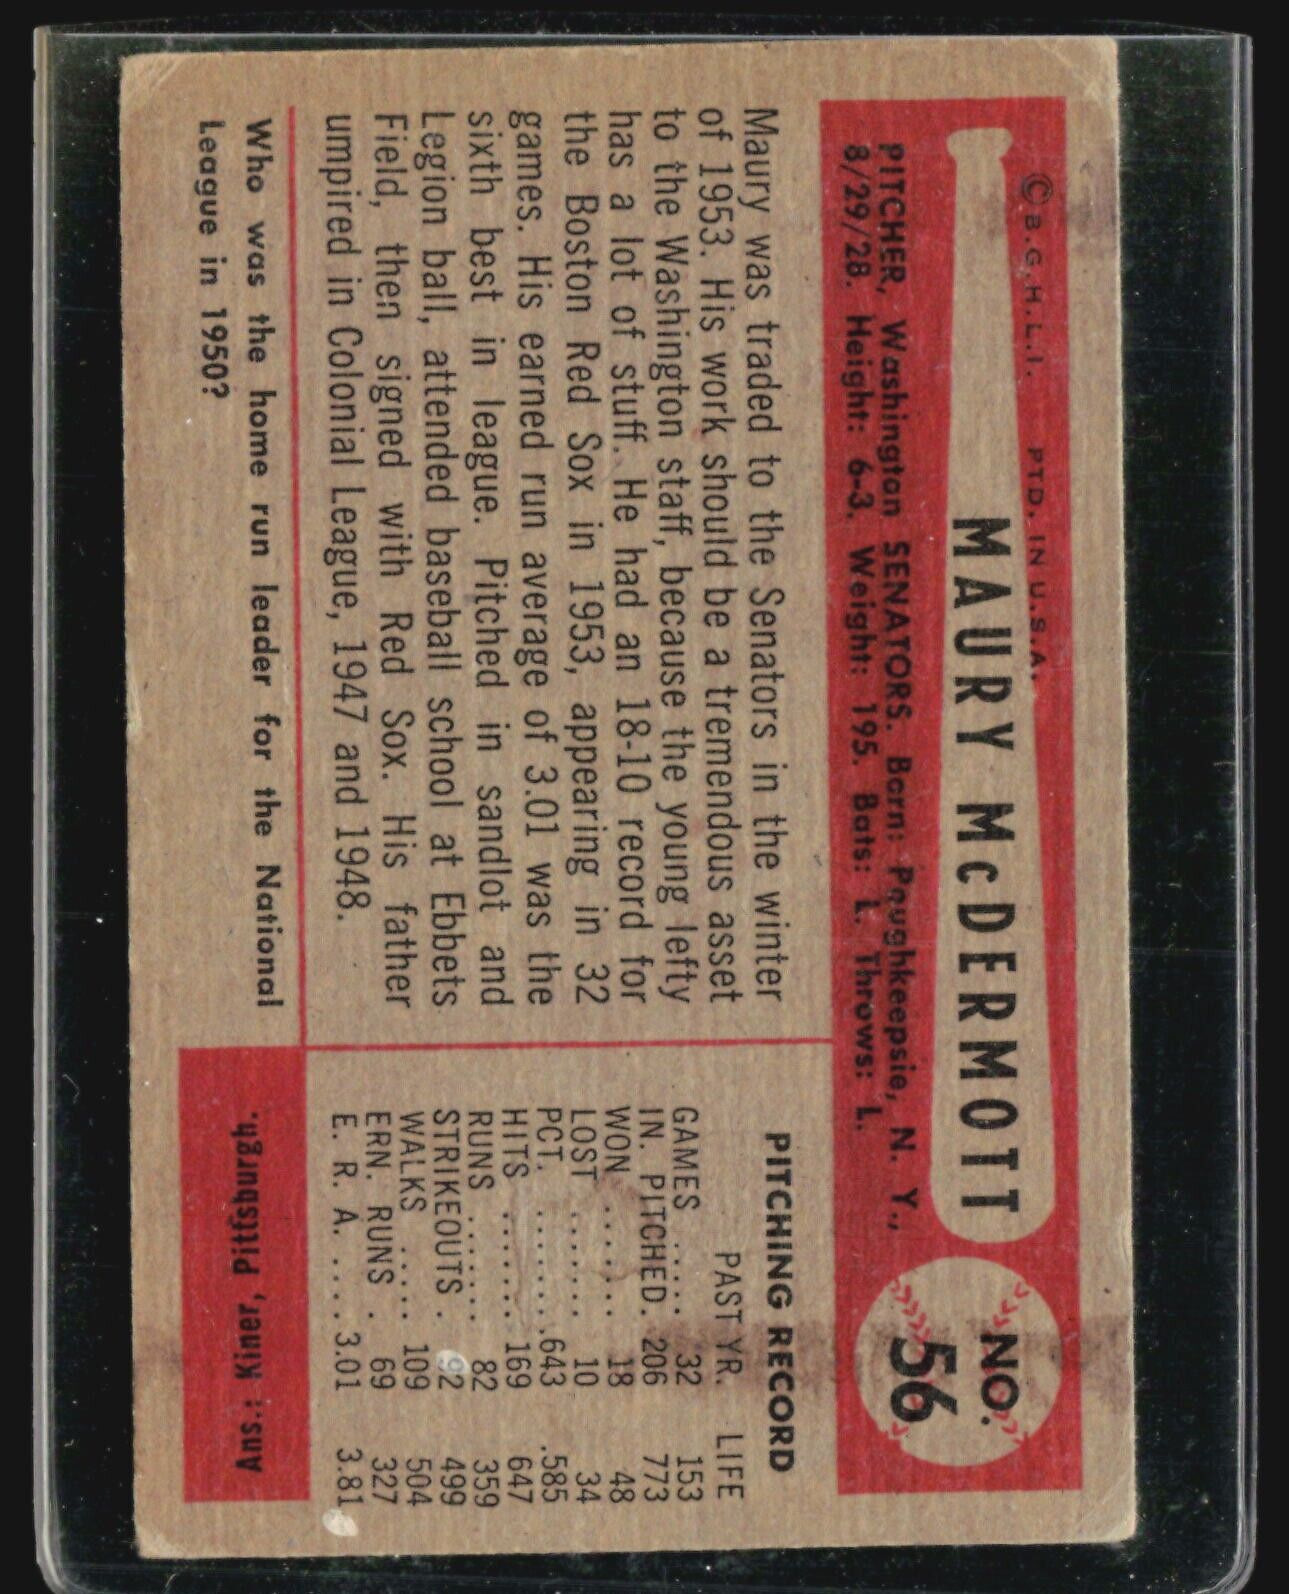 © B.G.H.L.I. PTD. IN U.S.A.
MAURY McDERMOTT
NO.
56
PITCHER, Washington SENATORS. Born: Poughkeepsie, N. Y.,
8/29/28. Height: 6-3. Weight: 195. Bats: L. Throws: L.
Maury was traded to the Senators in the winter
of 1953. His work should be a tremendous asset
to the Washington staff, because the young lefty
has a lot of stuff. He had an 18-10 record for
the Boston Red Sox in 1953, appearing in 32
games. His earned run average of 3.01 was the
sixth best in league. Pitched in sandlot and
Legion ball, attended baseball school at Ebbets
Field, then signed with Red Sox. His father
umpired in Colonial League, 1947 and 1948.
PITCHING RECORD
PAST YR. LIFE
GAMES ..... 32 153
IN. PITCHED. 206 773
WON ....... 18 48
LOST ....... 10 34
PCT. ........ .643 .585
HITS ........ 169 647
RUNS ....... 82 359
STRIKEOUTS . 92 499
WALKS ..... 109 504
ERN. RUNS . 69 327
E. R. A. ..... 3.01 3.81
Who was the home run leader for the National
League in 1950?
Ans.: Kiner, Pittsburgh.